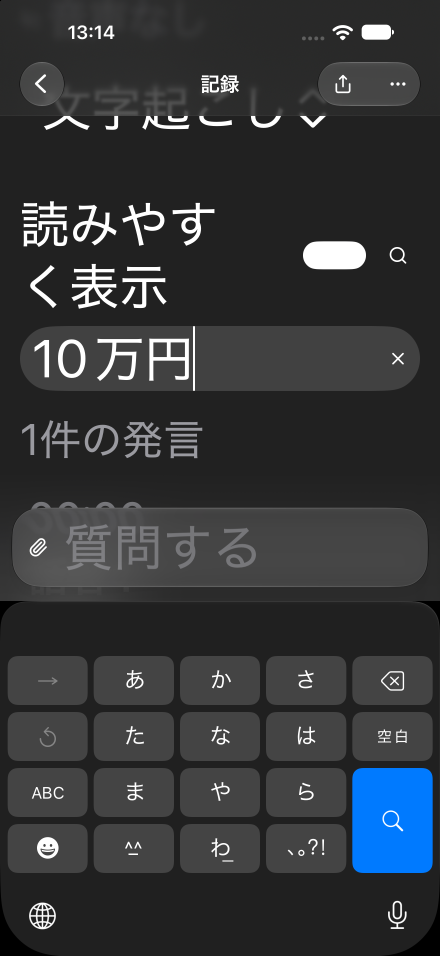 13:14
記録
文字起こし
読みやす
く表示
10万円
1件の発言
質問する
→ あ か さ
た な は 空白
ABC ま や ら
^^ わ_ 、。?!